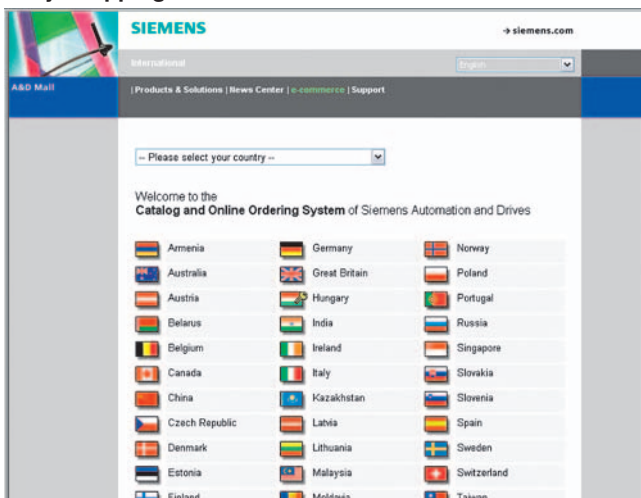 SIEMENS
→ siemens.com
International
English
A&D Mall
| Products & Solutions | News Center | e-commerce | Support
-- Please select your country --
Welcome to the
Catalog and Online Ordering System of Siemens Automation and Drives
Armenia Germany Norway
Australia Great Britain Poland
Austria Hungary Portugal
Belarus India Russia
Belgium Ireland Singapore
Canada Italy Slovakia
China Kazakhstan Slovenia
Czech Republic Latvia Spain
Denmark Lithuania Sweden
Estonia Malaysia Switzerland
Finland Moldavia Taiwan